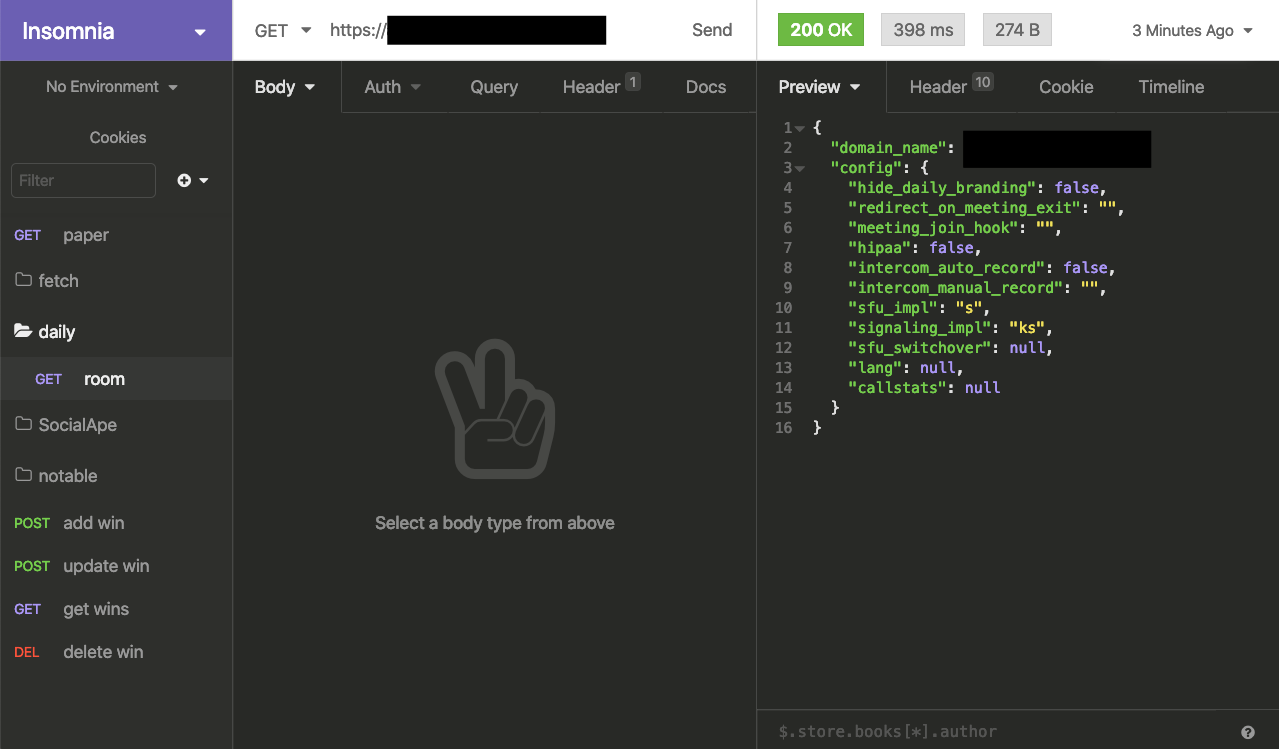 Insomnia
GET https:// Send
200 OK 398 ms 274 B 3 Minutes Ago
No Environment
Cookies
Filter
GET paper
fetch
daily
GET room
SocialApe
notable
POST add win
POST update win
GET get wins
DEL delete win
Body Auth Query Header 1 Docs
Select a body type from above
Preview Header 10 Cookie Timeline
1 {
2 "domain_name":
3 "config": {
4 "hide_daily_branding": false,
5 "redirect_on_meeting_exit": "",
6 "meeting_join_hook": "",
7 "hipaa": false,
8 "intercom_auto_record": false,
9 "intercom_manual_record": "",
10 "sfu_impl": "s",
11 "signaling_impl": "ks",
12 "sfu_switchover": null,
13 "lang": null,
14 "callstats": null
15 }
16 }
$.store.books[*].author